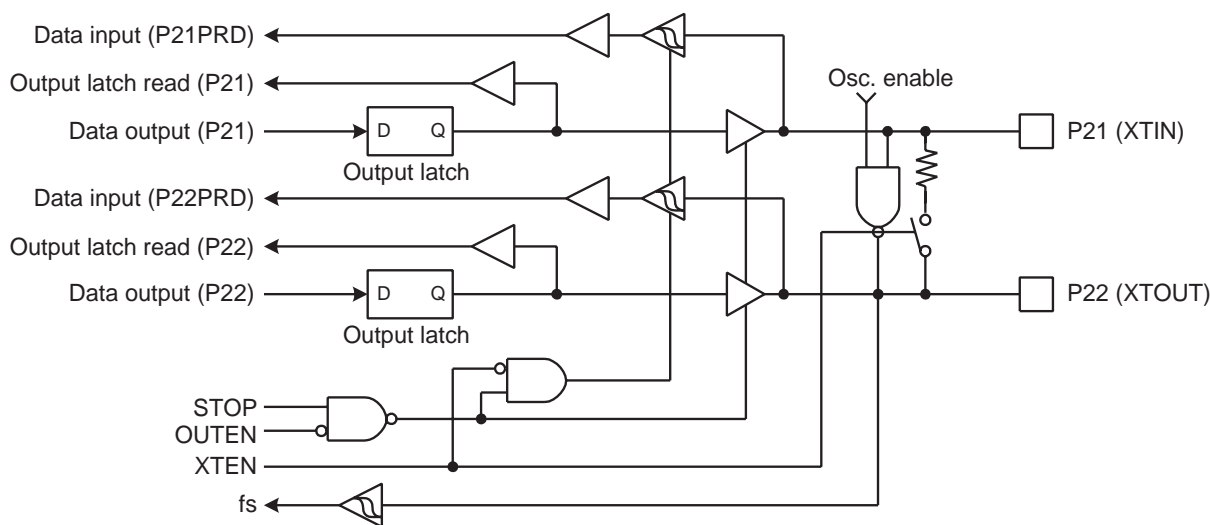 Data input (P21PRD)
Output latch read (P21)
Osc. enable
Data output (P21)
D Q
P21 (XTIN)
Output latch
Data input (P22PRD)
Output latch read (P22)
Data output (P22)
D Q
P22 (XTOUT)
Output latch
STOP
OUTEN
XTEN
fs